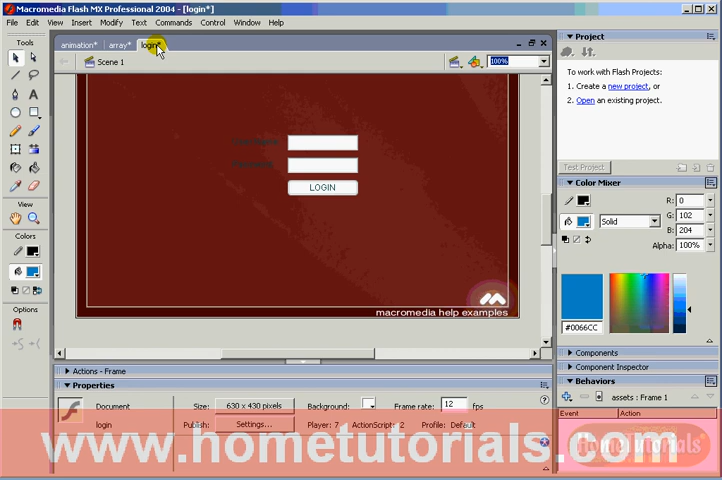 Macromedia Flash MX Professional 2004 - [login*]
File Edit View Insert Modify Text Commands Control Window Help
Tools
View
Colors
Options
animation* array* login*
Scene 1
100%
LOGIN
macromedia help examples
Actions - Frame
Properties
Document
login
Size: 630 x 430 pixels
Background:
Frame rate: 12 fps
Publish: Settings...
Player: 7 ActionScript: 2 Profile: Default
Project
To work with Flash Projects:
1. Create a new project, or
2. Open an existing project.
Test Project
Color Mixer
R: 0
Solid
G: 102
B: 204
Alpha: 100%
#0066CC
Components
Component Inspector
Behaviors
assets : Frame 1
Event Action
HomeTutorials
www.hometutorials.com